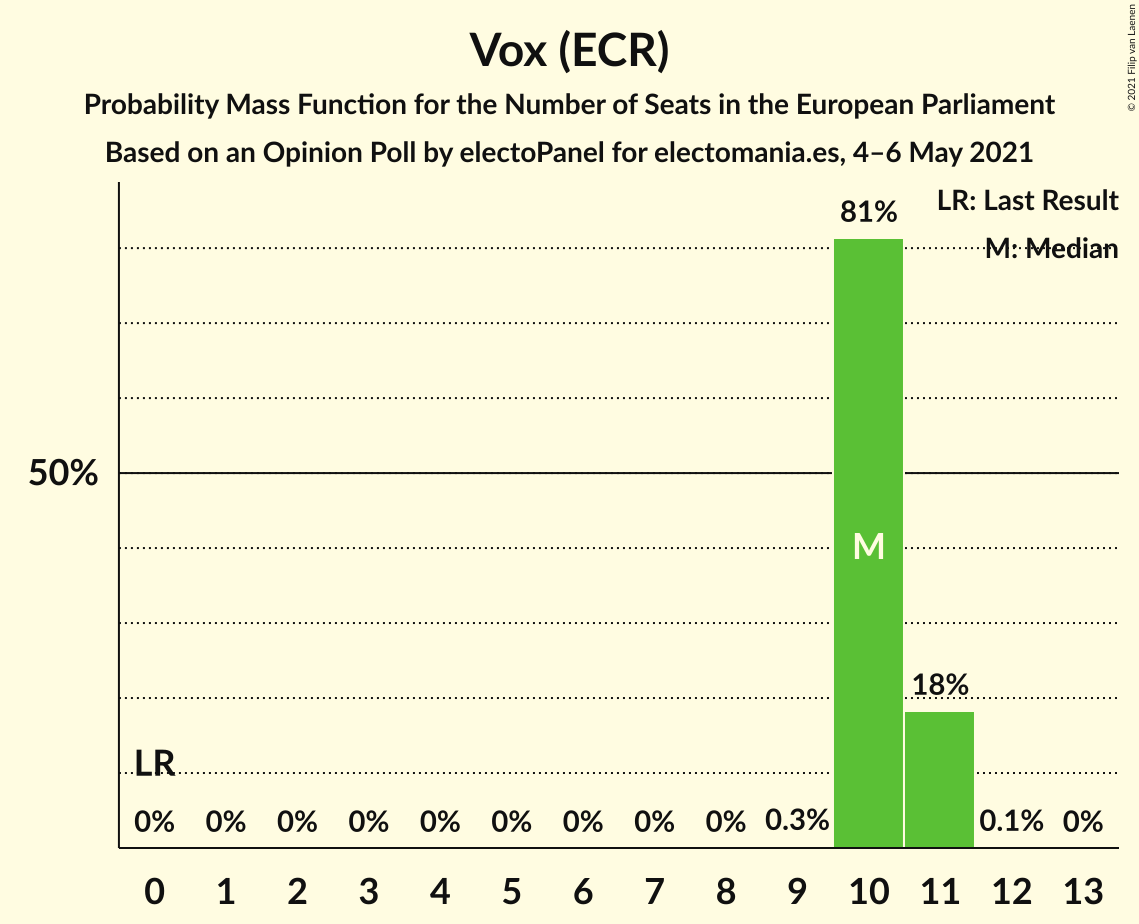 Vox (ECR)
Probability Mass Function for the Number of Seats in the European Parliament
Based on an Opinion Poll by electoPanel for electomania.es, 4–6 May 2021
© 2021 Filip van Laenen
LR: Last Result
M: Median
81%
50%
M
18%
LR
0% 0% 0% 0% 0% 0% 0% 0% 0% 0.3% 0.1% 0%
0 1 2 3 4 5 6 7 8 9 10 11 12 13